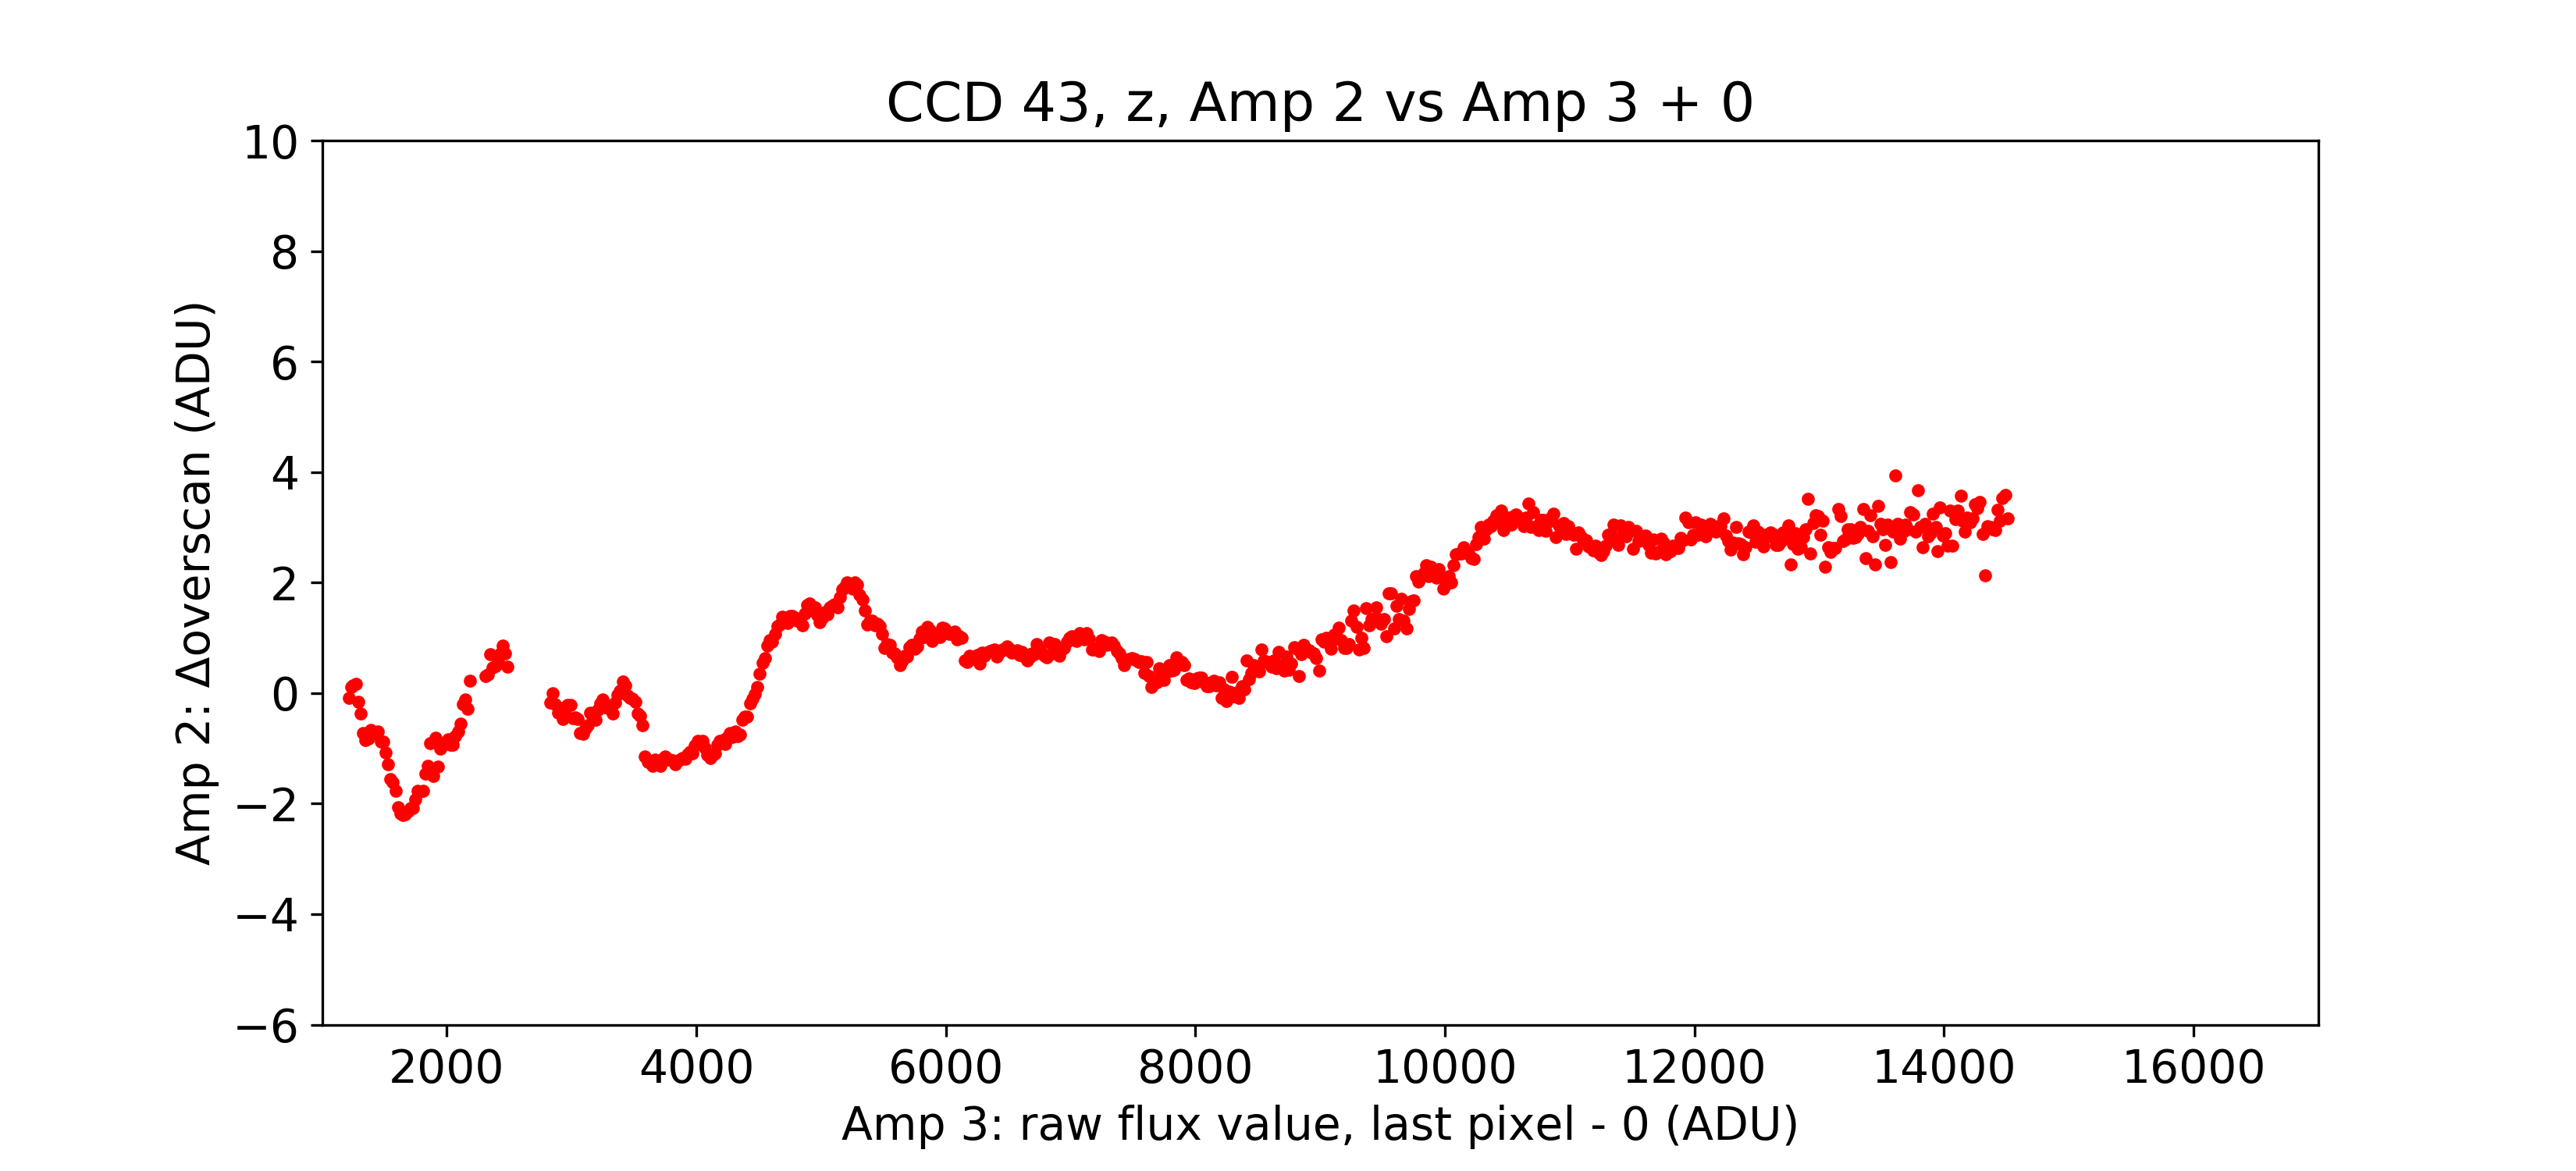 CCD 43, z, Amp 2 vs Amp 3 + 0
10
8
6
4
2
0
−2
−4
−6
Amp 2: Δoverscan (ADU)
2000 4000 6000 8000 10000 12000 14000 16000
Amp 3: raw flux value, last pixel - 0 (ADU)